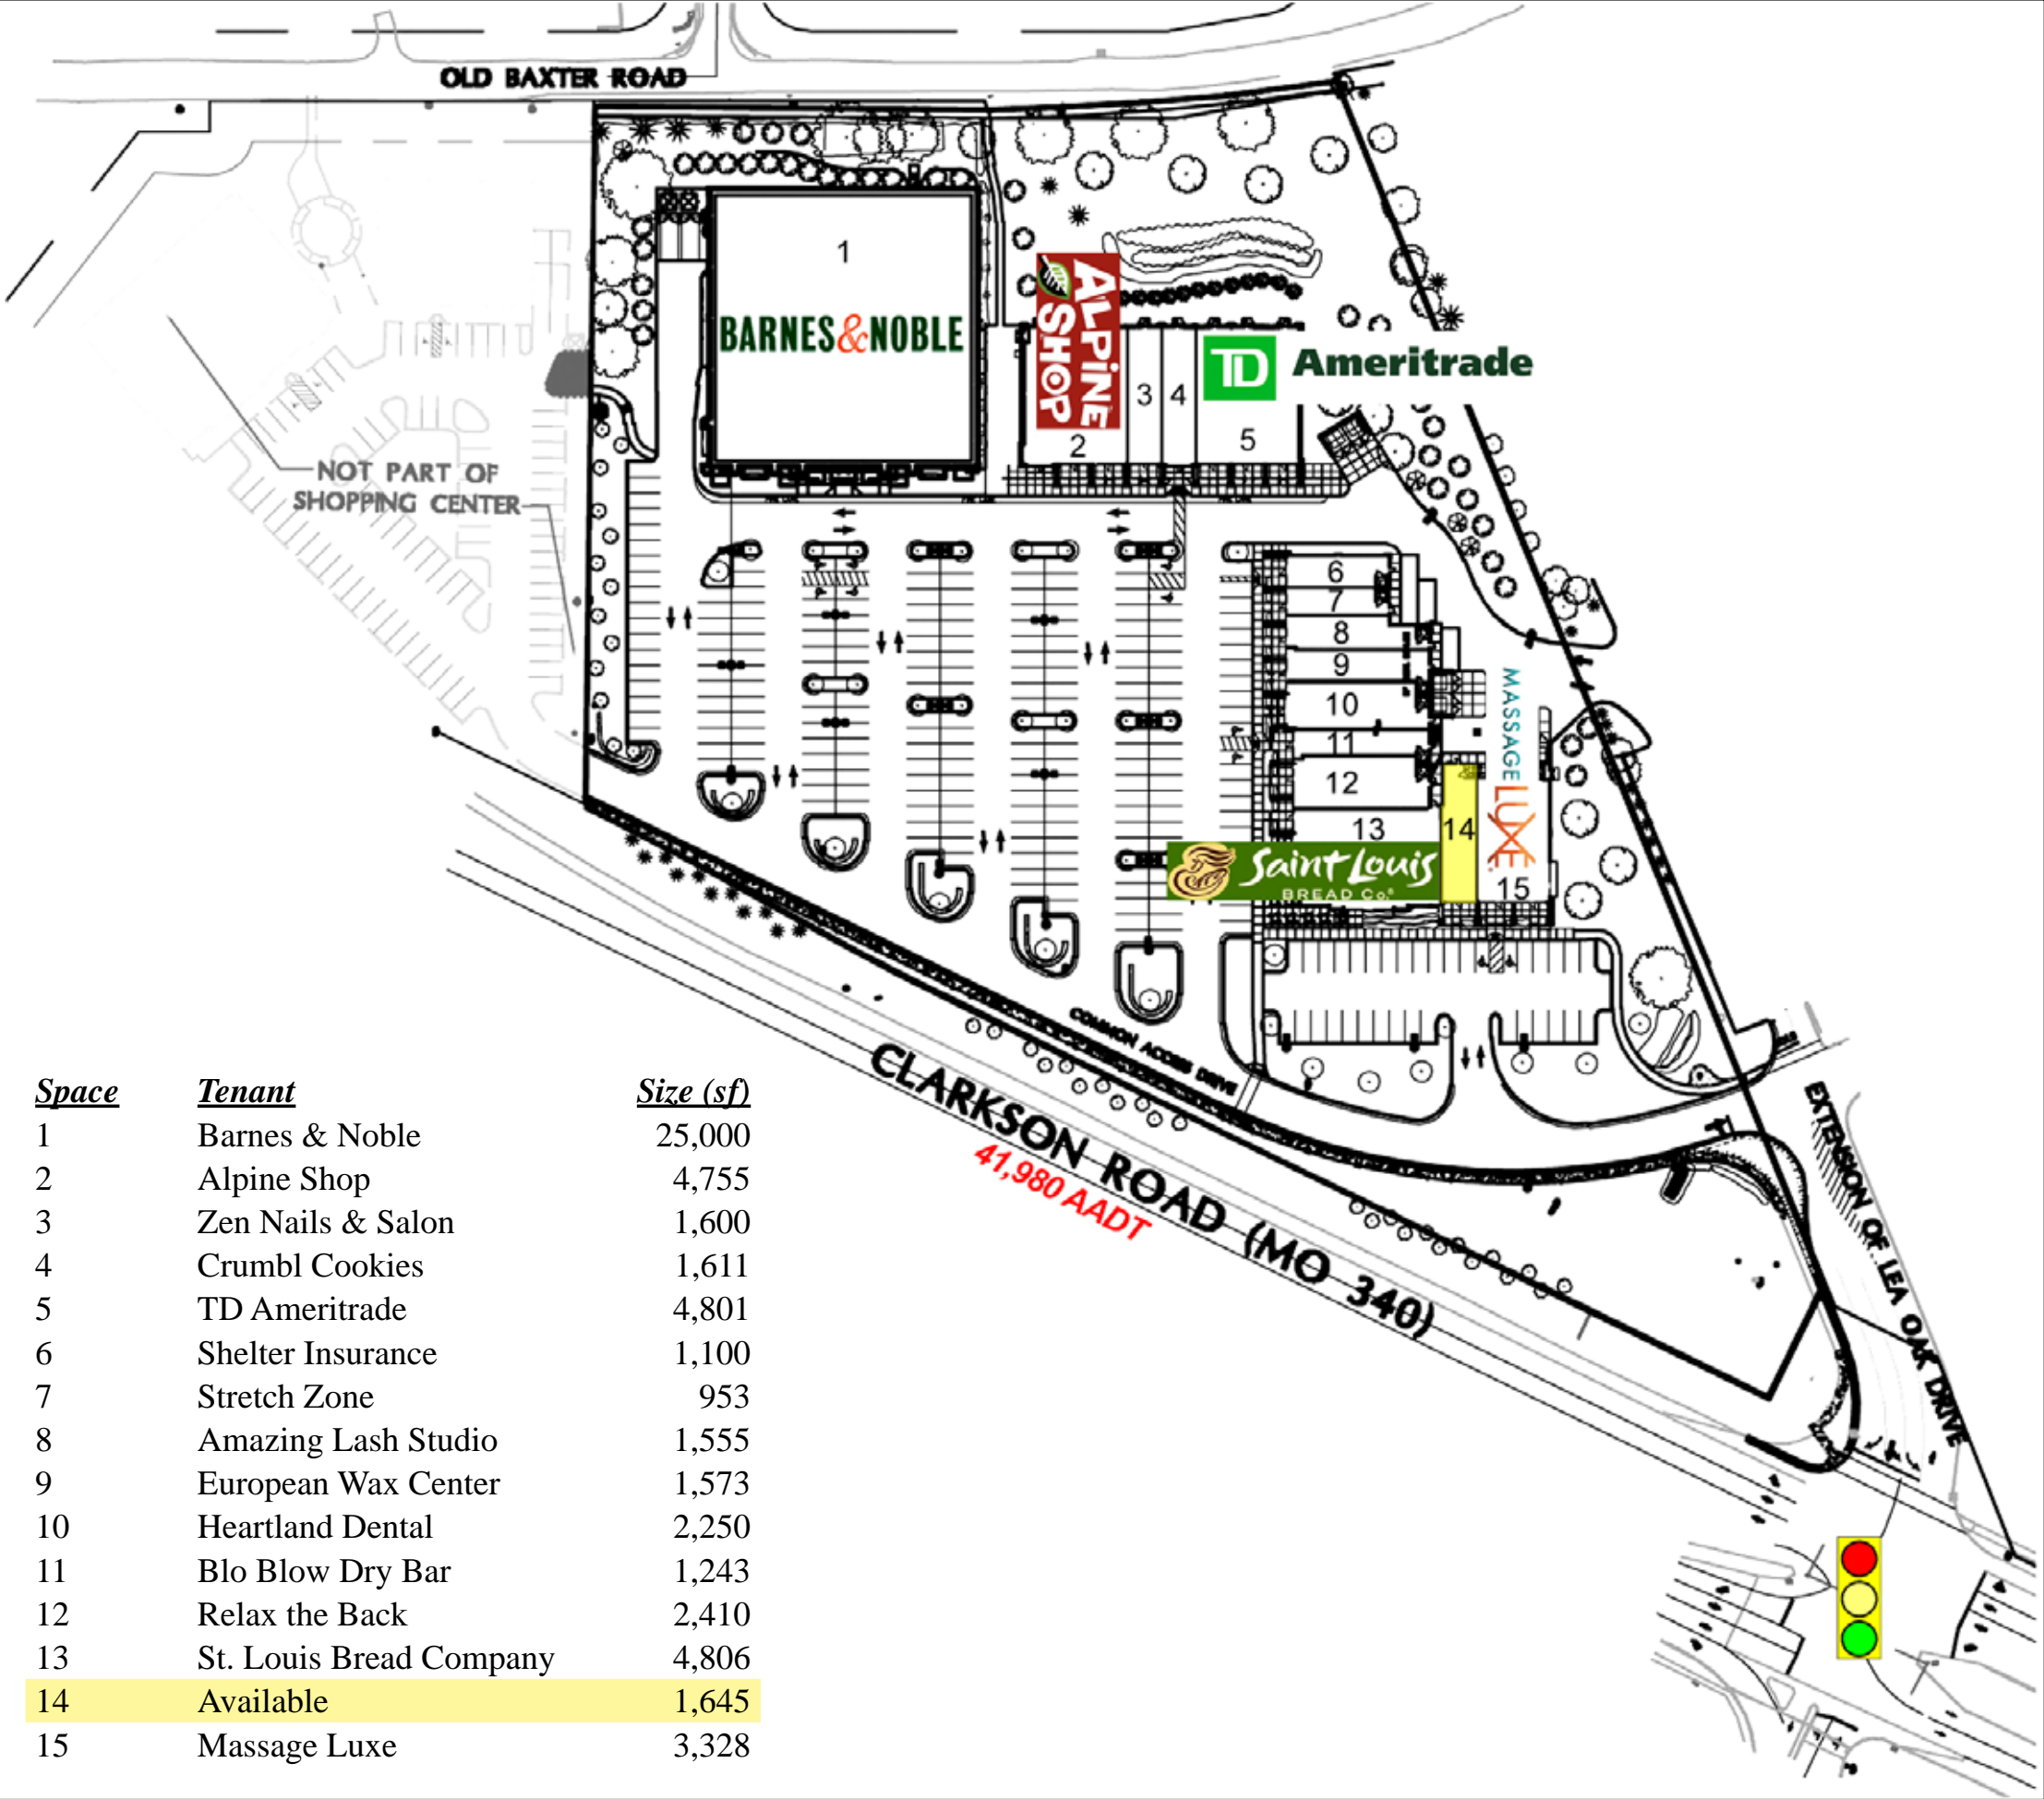 OLD BAXTER ROAD
1
BARNES&NOBLE
ALPINE
SHOP
2
3
4
TD Ameritrade
5
NOT PART OF
SHOPPING CENTER
6
7
8
9
10
11
12
13
14
MASSAGE
LUXE
15
Saint Louis
BREAD Co.®
COMMON ACCESS DRIVE
CLARKSON ROAD (MO 340)
41,980 AADT
EXTENSION OF LEA OAK DRIVE
Space Tenant Size (sf)
1 Barnes & Noble 25,000
2 Alpine Shop 4,755
3 Zen Nails & Salon 1,600
4 Crumbl Cookies 1,611
5 TD Ameritrade 4,801
6 Shelter Insurance 1,100
7 Stretch Zone 953
8 Amazing Lash Studio 1,555
9 European Wax Center 1,573
10 Heartland Dental 2,250
11 Blo Blow Dry Bar 1,243
12 Relax the Back 2,410
13 St. Louis Bread Company 4,806
14 Available 1,645
15 Massage Luxe 3,328